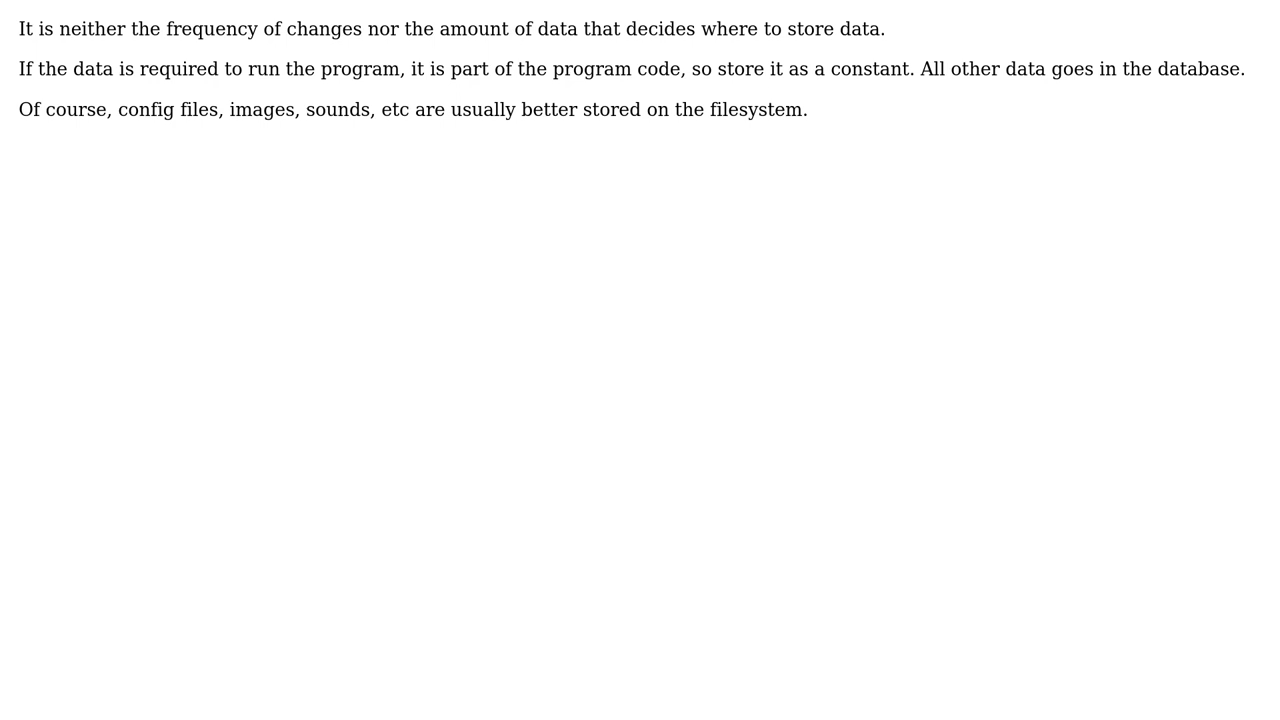 It is neither the frequency of changes nor the amount of data that decides where to store data.
If the data is required to run the program, it is part of the program code, so store it as a constant. All other data goes in the database.
Of course, config files, images, sounds, etc are usually better stored on the filesystem.